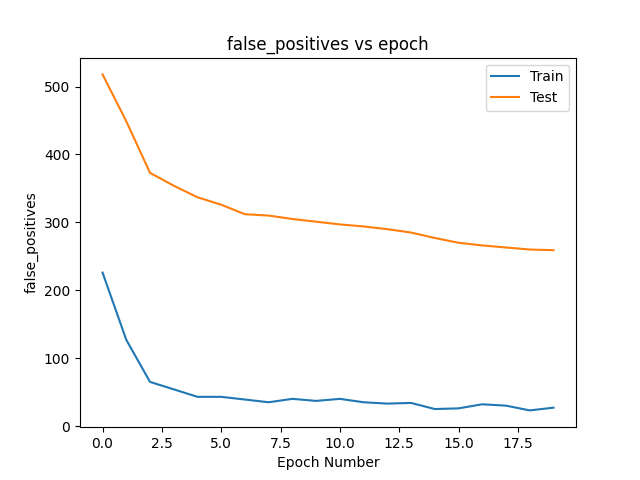 false_positives vs epoch
Train
Test
500
400
300
200
100
0
false_positives
0.0 2.5 5.0 7.5 10.0 12.5 15.0 17.5
Epoch Number